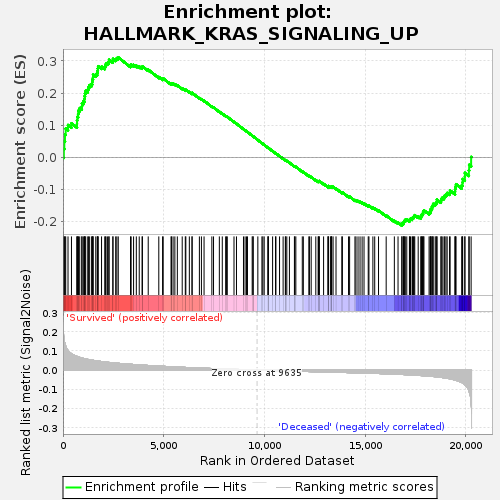 Enrichment plot:
HALLMARK_KRAS_SIGNALING_UP
Enrichment score (ES)
0.3
0.2
0.1
0.0
-0.1
-0.2
Ranked list metric (Signal2Noise)
0.3
0.2
0.1
0.0
-0.1
-0.2
-0.3
'Survived' (positively correlated)
Zero cross at 9635
'Deceased' (negatively correlated)
0
5,000
10,000
15,000
20,000
Rank in Ordered Dataset
Enrichment profile
Hits
Ranking metric scores